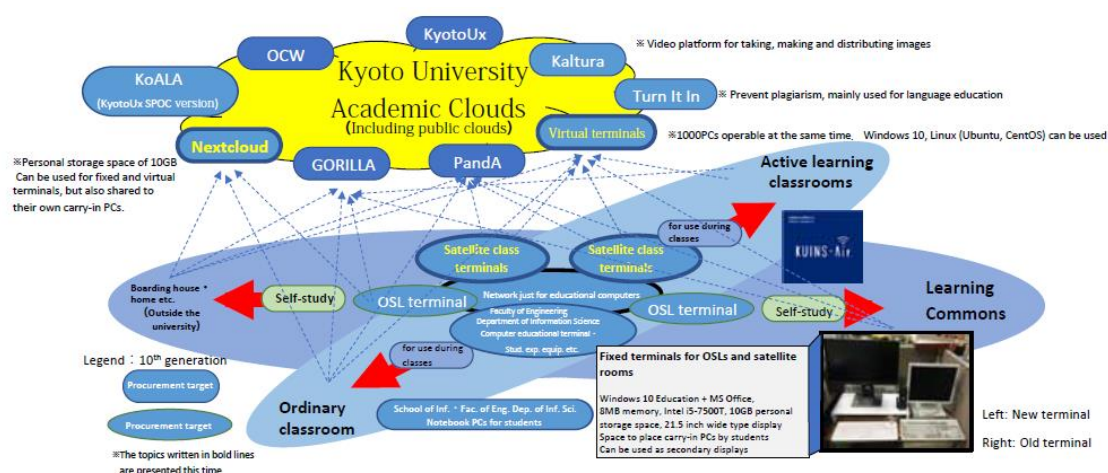 KyotoUx
OCW
Kaltura
※ Video platform for taking, making and distributing images
KoALA
(KyotoUx SPOC version)
Kyoto University
Academic Clouds
(Including public clouds)
Turn It In
※ Prevent plagiarism, mainly used for language education
Nextcloud
GORILLA
PandA
Virtual terminals
※1000PCs operable at the same time. Windows 10, Linux (Ubuntu, CentOS) can be used
※Personal storage space of 10GB
Can be used for fixed and virtual
terminals, but also shared to
their own carry-in PCs.
Active learning
classrooms
for use during
classes
KUINS-Air
Satellite class
terminals
Satellite class
terminals
Boarding house・
home etc.
(Outside the
university)
Self-study
OSL terminal
Network just for educational computers
OSL terminal
Self-study
Learning
Commons
Faculty of Engineering
Department of Information Science
Computer educational terminal・
Stud. exp. equip. etc.
for use during
classes
Legend：10th generation
Procurement target
Procurement target
※The topics written in bold lines
are presented this time
Ordinary
classroom
School of Inf.・Fac. of Eng. Dep. of Inf. Sci.
Notebook PCs for students
Fixed terminals for OSLs and satellite
rooms
Windows 10 Education + MS Office,
8MB memory, Intel i5-7500T, 10GB personal
storage space, 21.5 inch wide type display
Space to place carry-in PCs by students
Can be used as secondary displays
Left: New terminal
Right: Old terminal